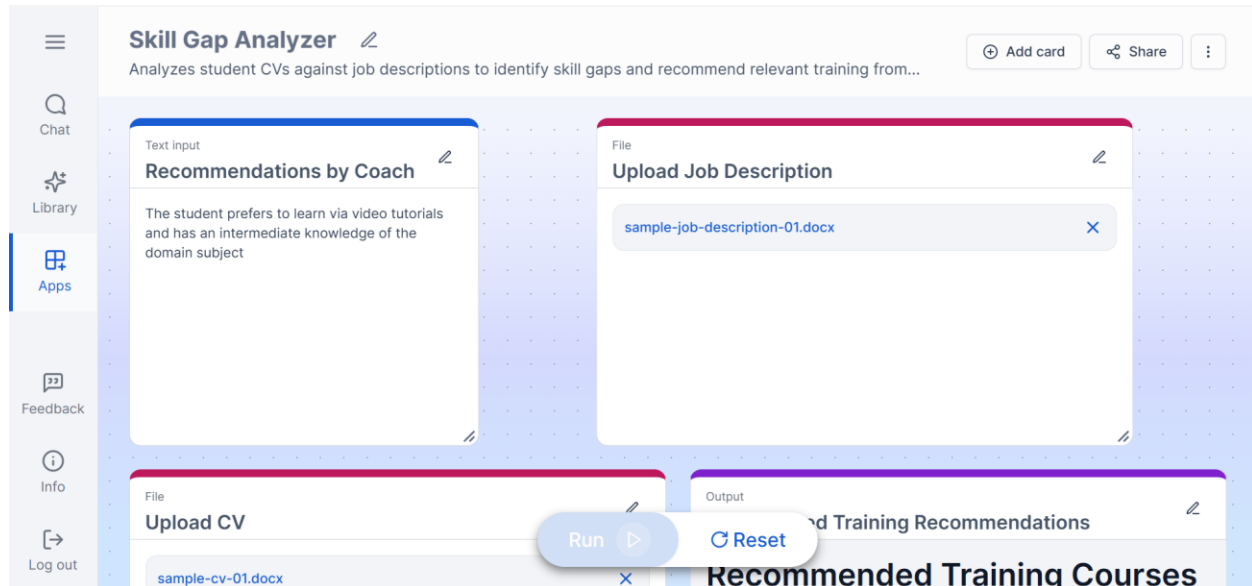 Skill Gap Analyzer
Analyzes student CVs against job descriptions to identify skill gaps and recommend relevant training from...
Add card
Share
Chat
Library
Apps
Feedback
Info
Log out
Text input
Recommendations by Coach
The student prefers to learn via video tutorials
and has an intermediate knowledge of the
domain subject
File
Upload Job Description
sample-job-description-01.docx
File
Upload CV
sample-cv-01.docx
Run
Reset
Output
Training Recommendations
Recommended Training Courses